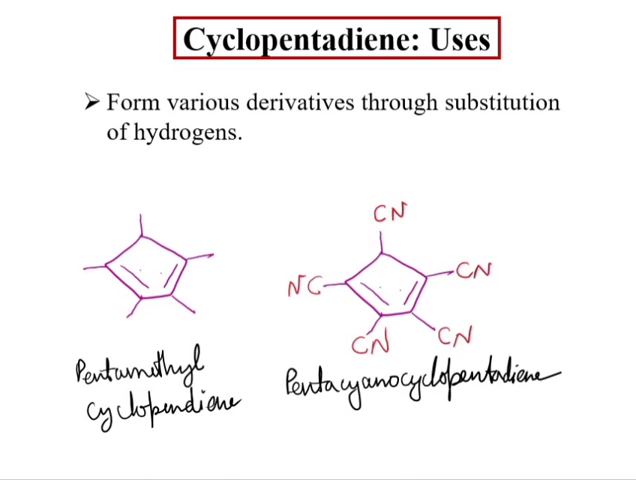 Cyclopentadiene: Uses
➤ Form various derivatives through substitution
of hydrogens.
CN
CN
NC
CN
CN
Pentamethyl
cyclopendiene
Pentacyanocyclopentadiene